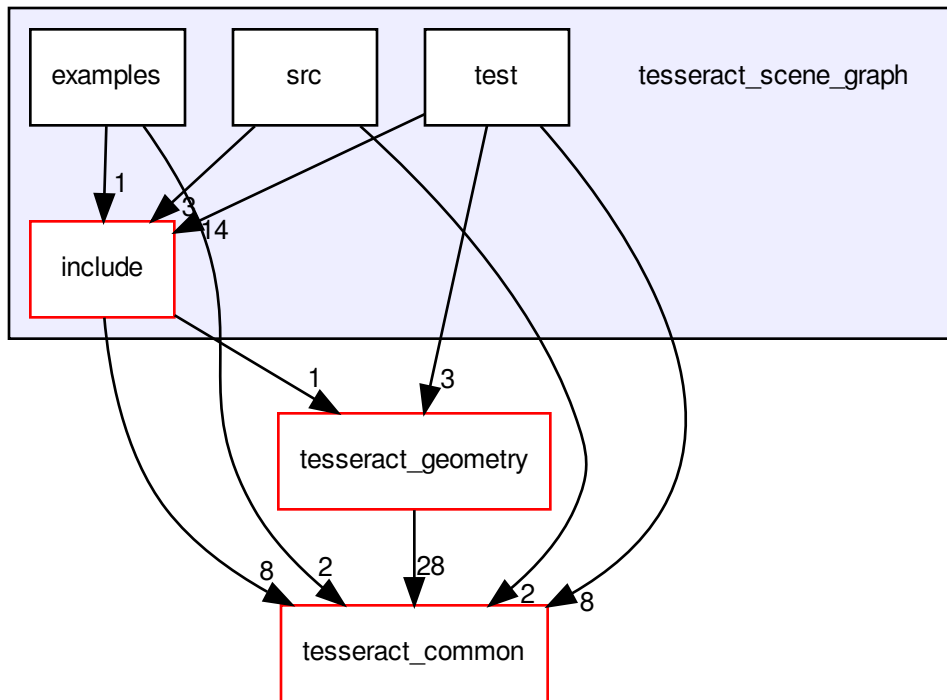 examples
src
test
tesseract_scene_graph
1
3
14
include
1
3
tesseract_geometry
8
2
28
2
8
tesseract_common